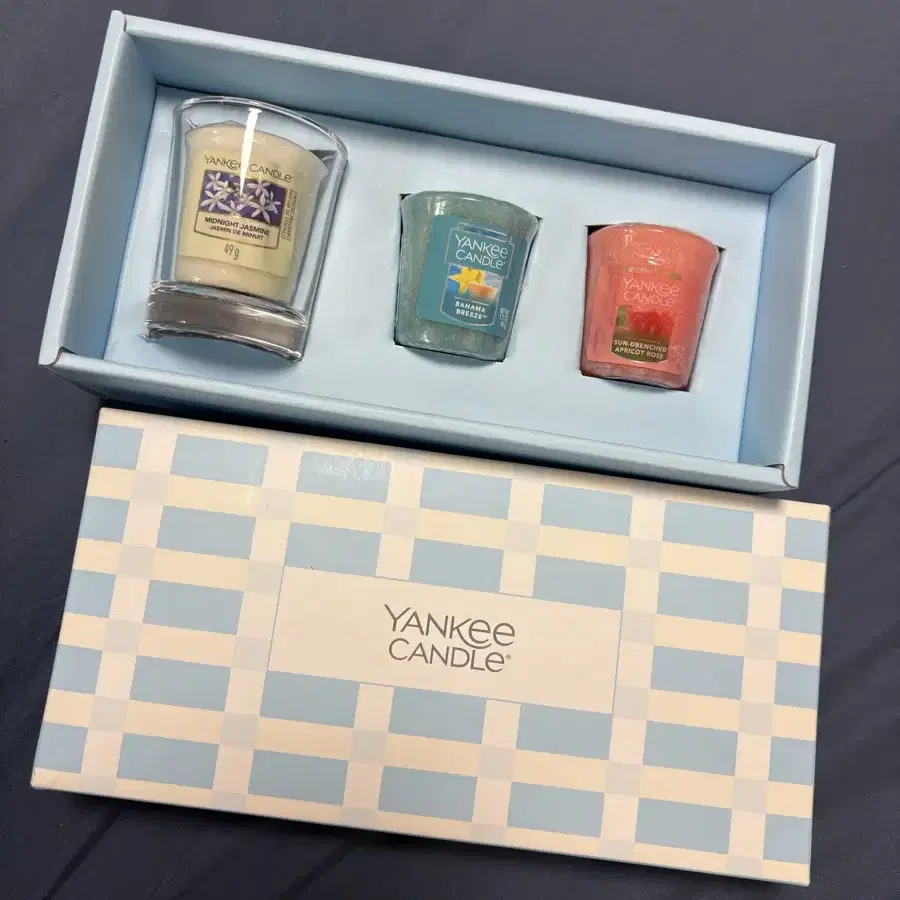 YANKEE CANDLE®
MIDNIGHT JASMINE
JASMIN DE MINUIT
49 g
YANKEE
CANDLE®
BAHAMA
BREEZE™
YANKEE
CANDLE®
SUN-DRENCHED
APRICOT ROSE
YANKEE
CANDLE®